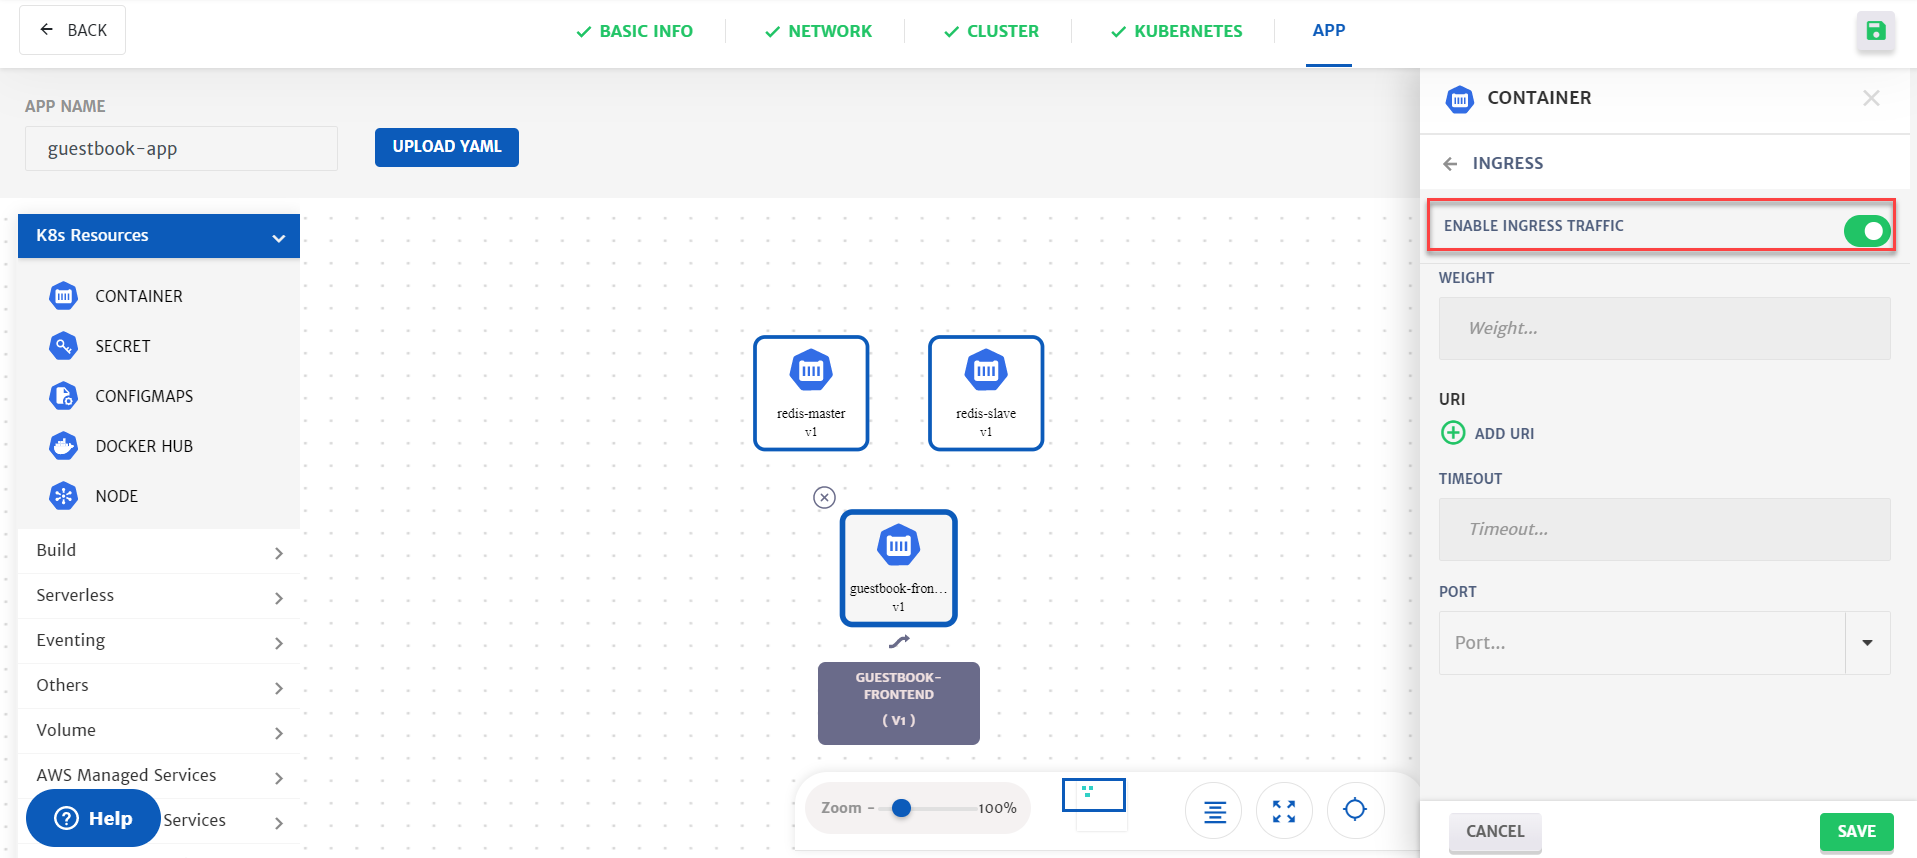 BACK
BASIC INFO
NETWORK
CLUSTER
KUBERNETES
APP
APP NAME
guestbook-app
UPLOAD YAML
K8s Resources
CONTAINER
SECRET
CONFIGMAPS
DOCKER HUB
NODE
Build
Serverless
Eventing
Others
Volume
AWS Managed Services
Services
Help
redis-master
v1
redis-slave
v1
guestbook-fron...
v1
GUESTBOOK-
FRONTEND
( V1 )
Zoom
100%
CONTAINER
INGRESS
ENABLE INGRESS TRAFFIC
WEIGHT
Weight...
URI
ADD URI
TIMEOUT
Timeout...
PORT
Port...
CANCEL
SAVE